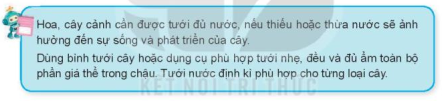 Hoa, cây cảnh cần được tưới đủ nước, nếu thiếu hoặc thừa nước sẽ ảnh
hưởng đến sự sống và phát triển của cây.
Dùng bình tưới cây hoặc dụng cụ phù hợp tưới nhẹ, đều và đủ ẩm toàn bộ
phần giá thể trong chậu. Tưới nước định kì phù hợp cho từng loại cây.
KẾT NỐI TRI THỨC